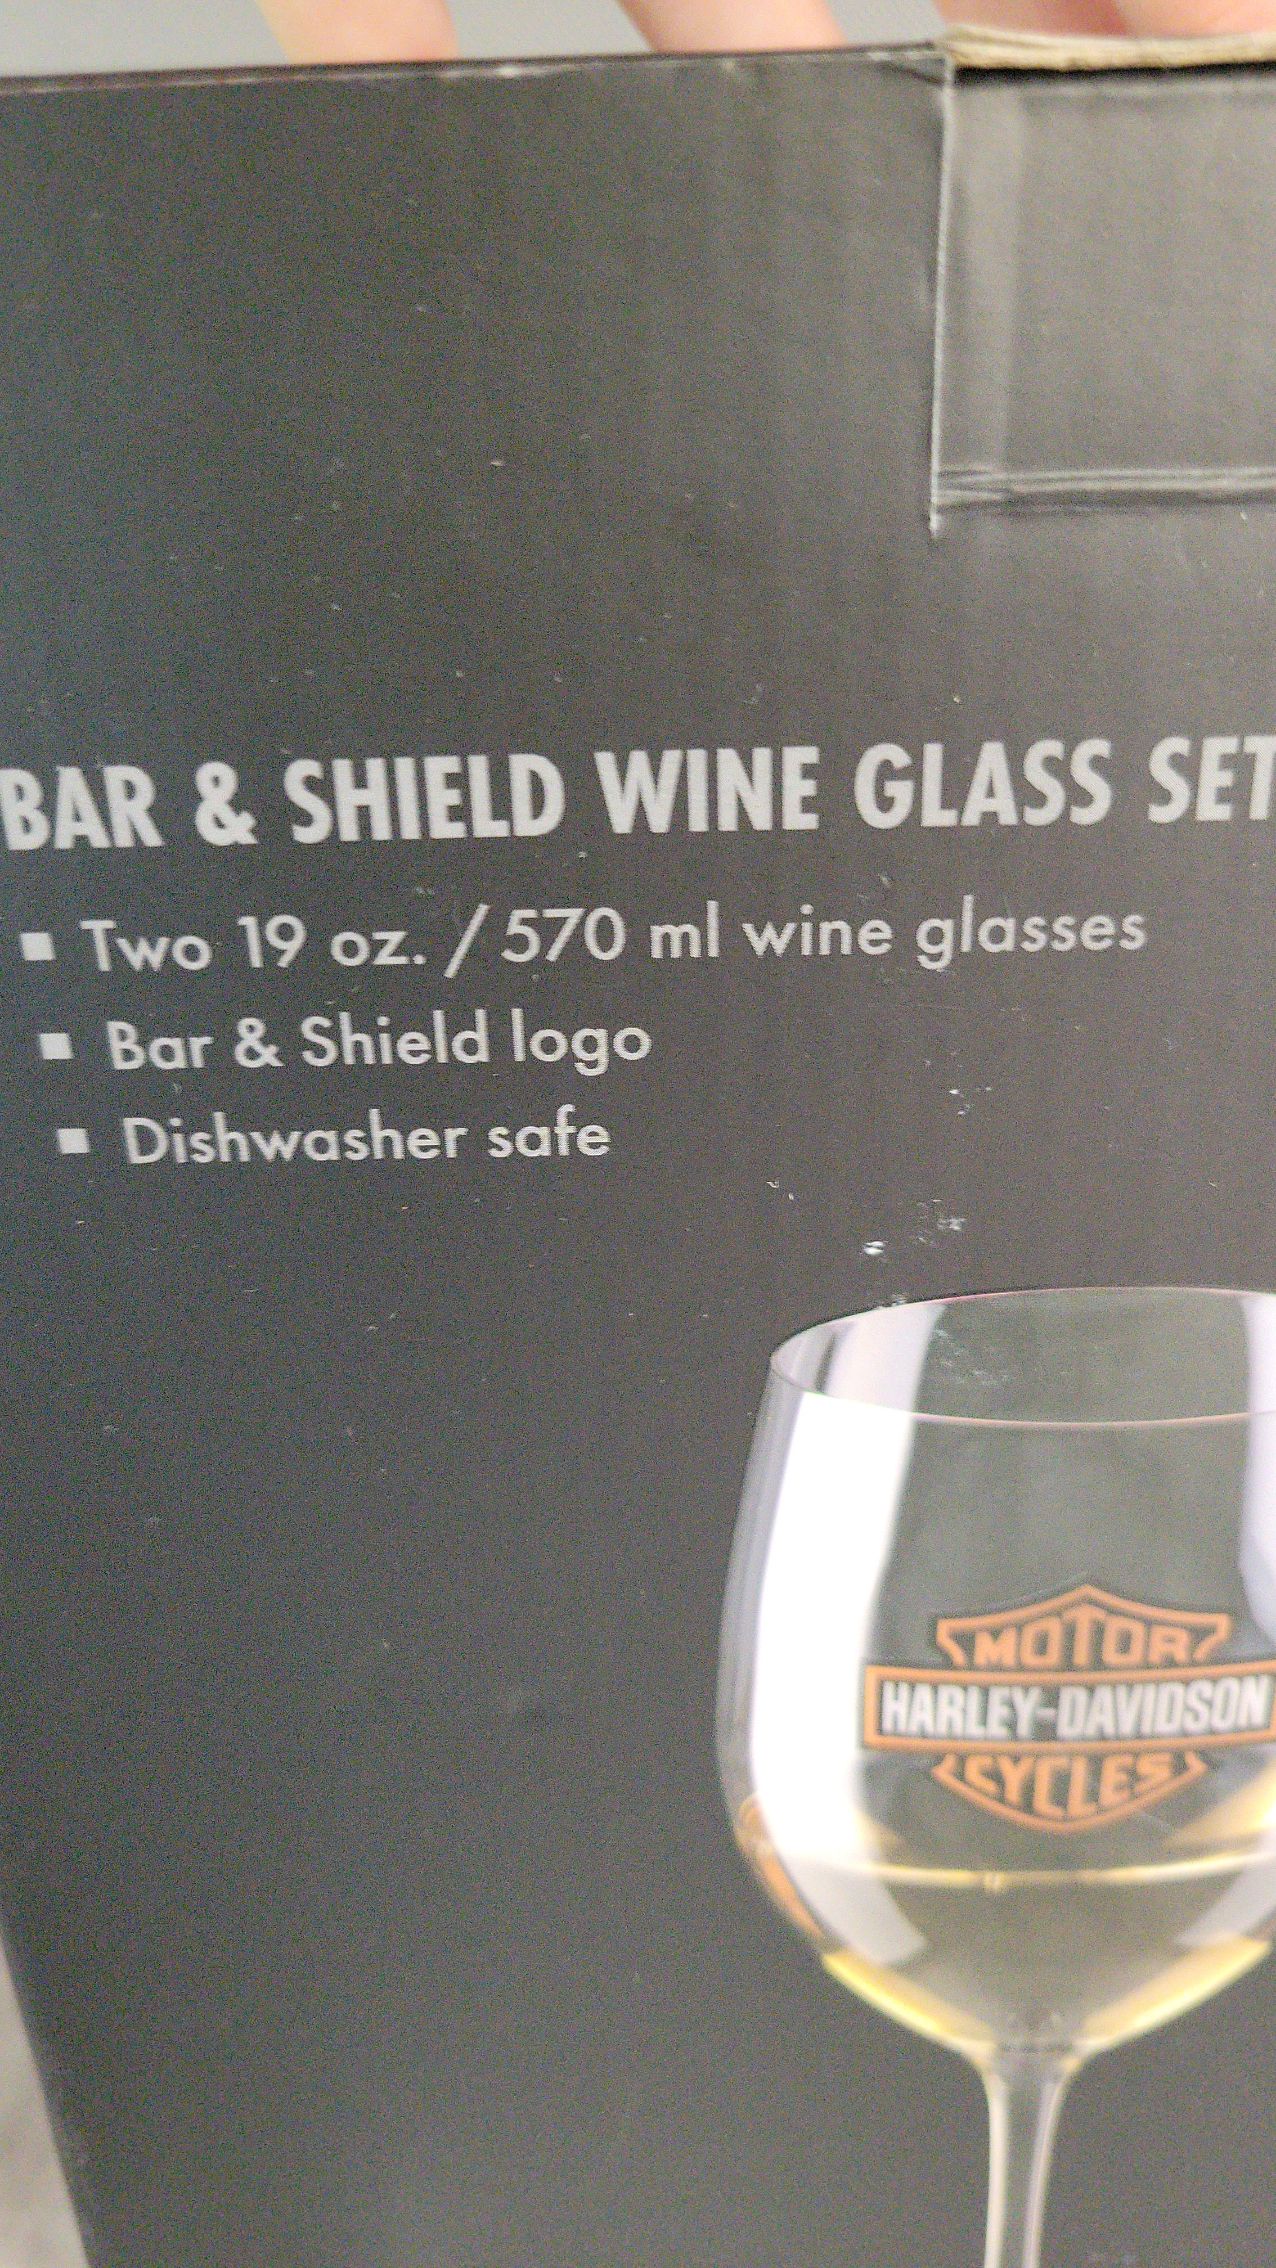 BAR & SHIELD WINE GLASS SET
▪ Two 19 oz. / 570 ml wine glasses
▪ Bar & Shield logo
▪ Dishwasher safe
MOTOR
HARLEY-DAVIDSON
CYCLES